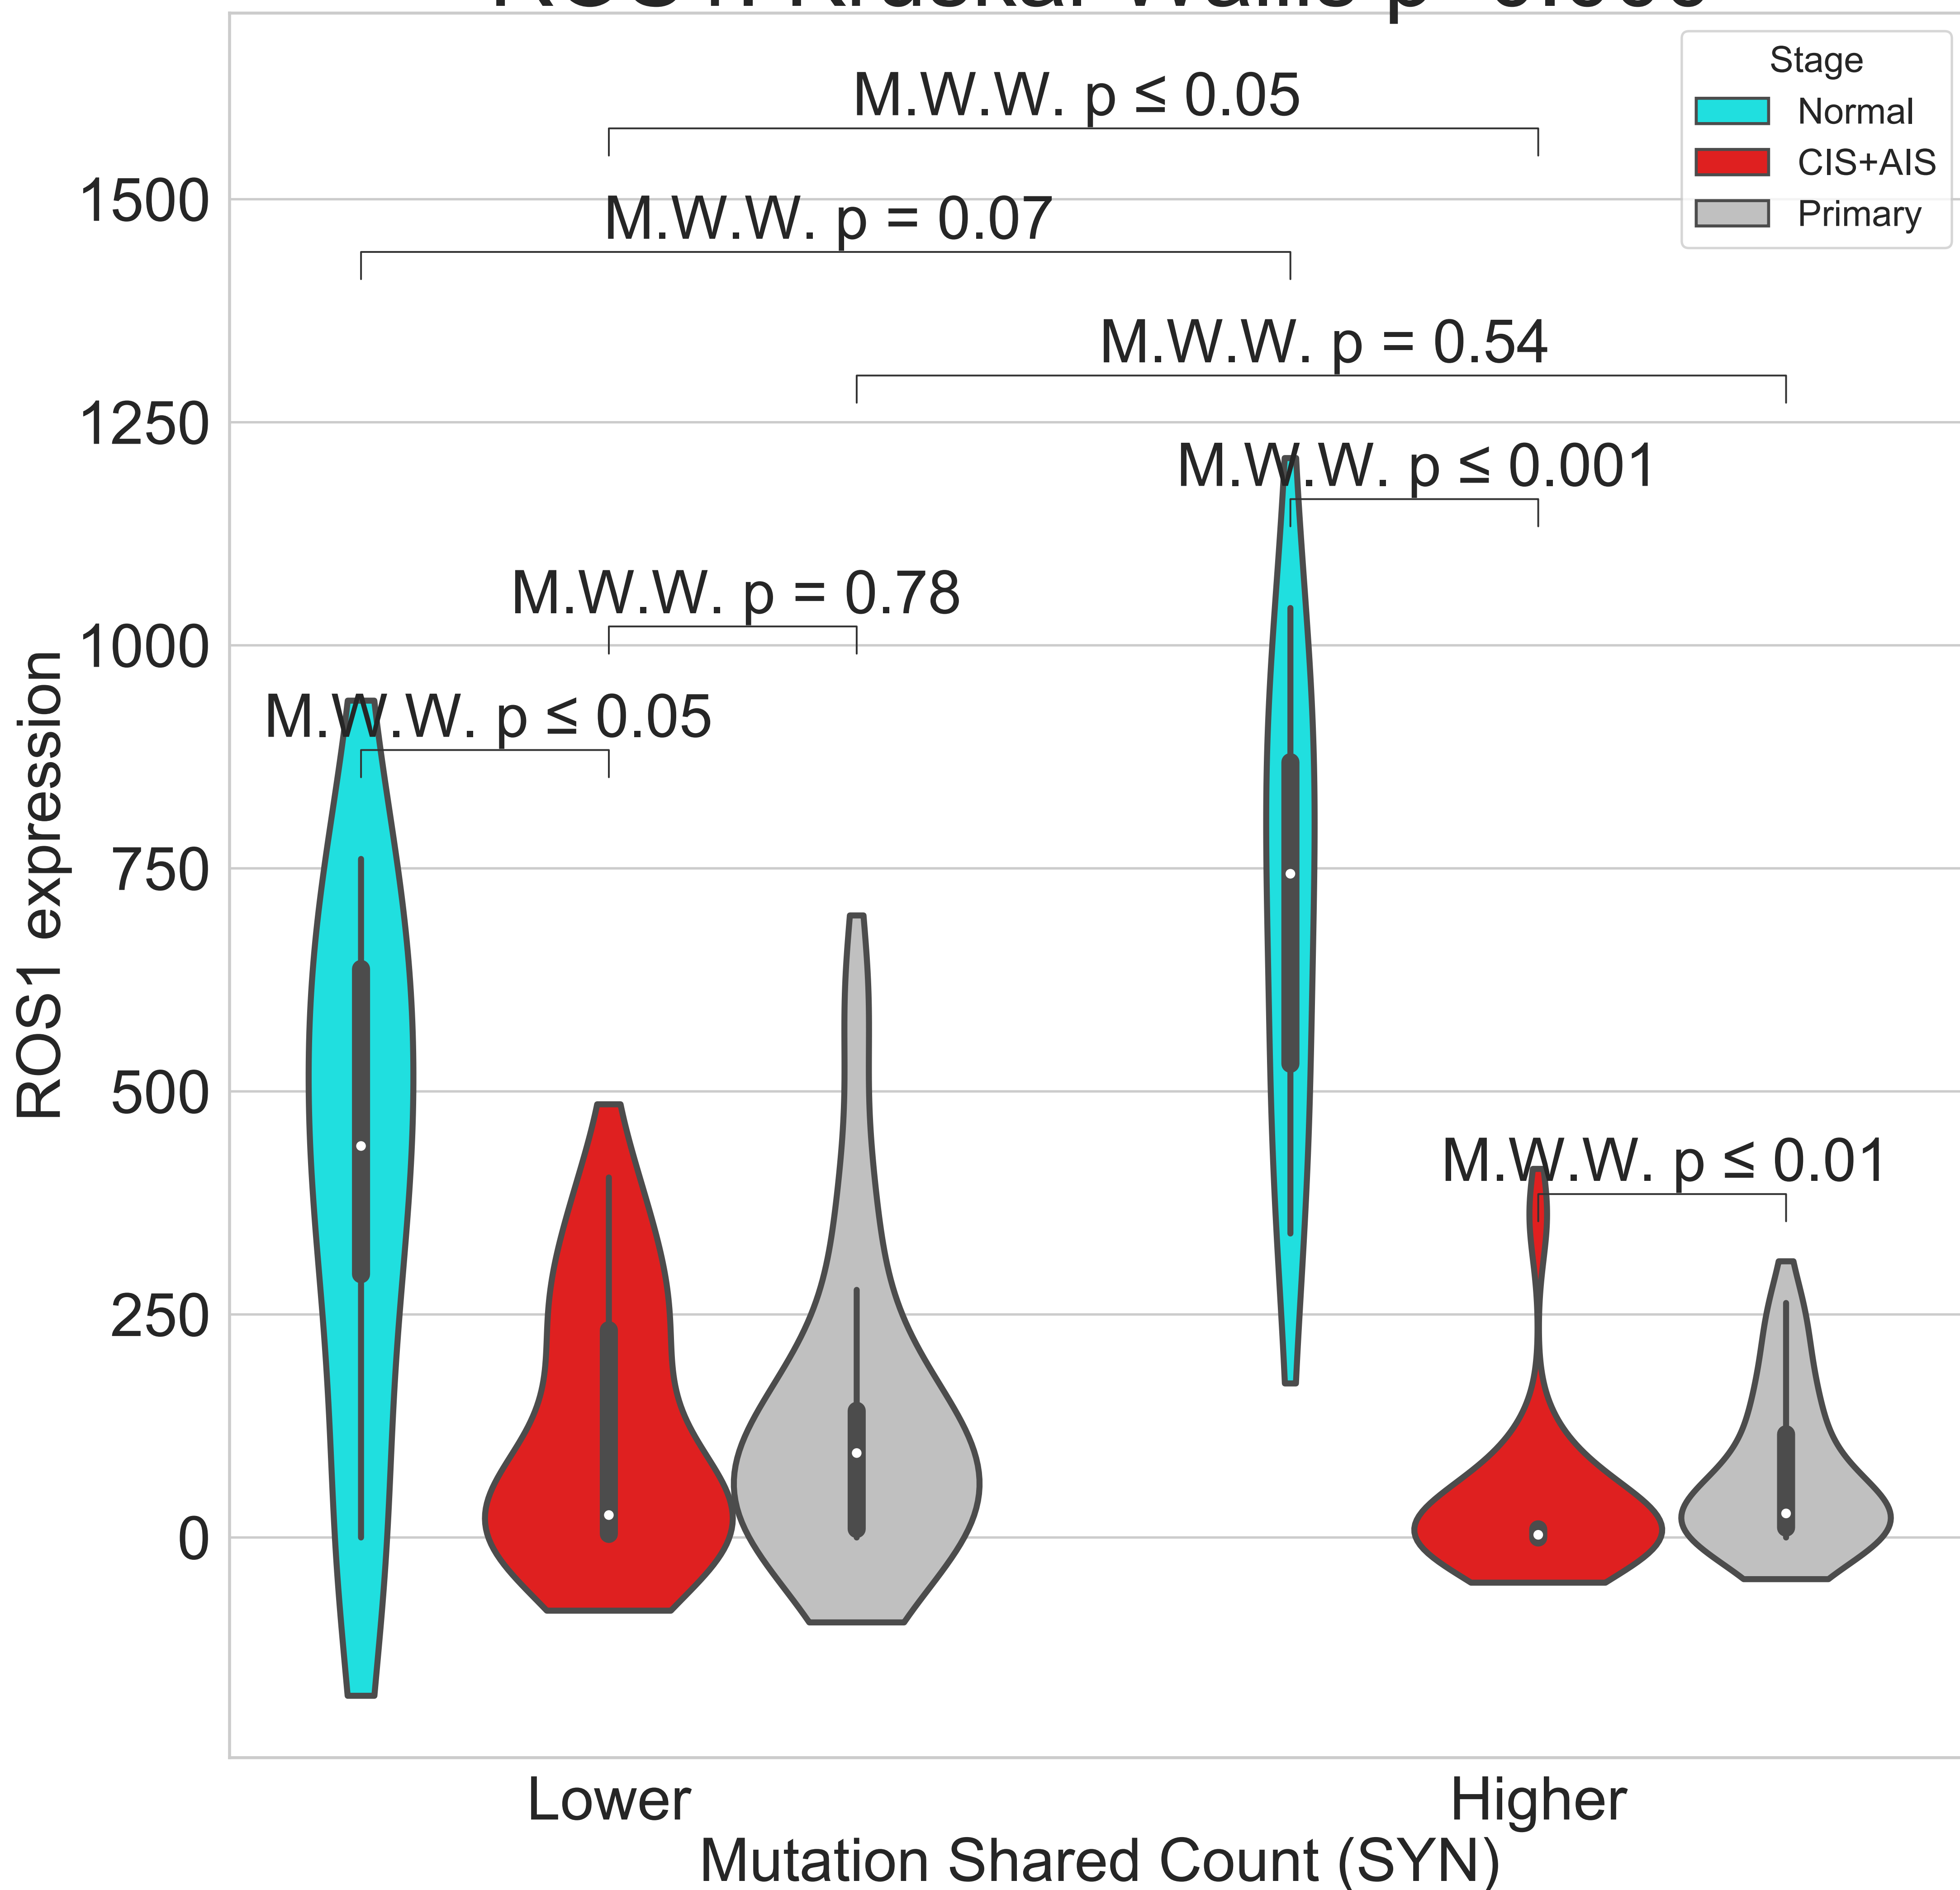 Stage
Normal
CIS+AIS
Primary
M.W.W. p ≤ 0.05
M.W.W. p = 0.07
M.W.W. p = 0.54
M.W.W. p ≤ 0.001
M.W.W. p = 0.78
M.W.W. p ≤ 0.05
M.W.W. p ≤ 0.01
1500
1250
1000
750
500
250
0
ROS1 expression
Lower
Higher
Mutation Shared Count (SYN)